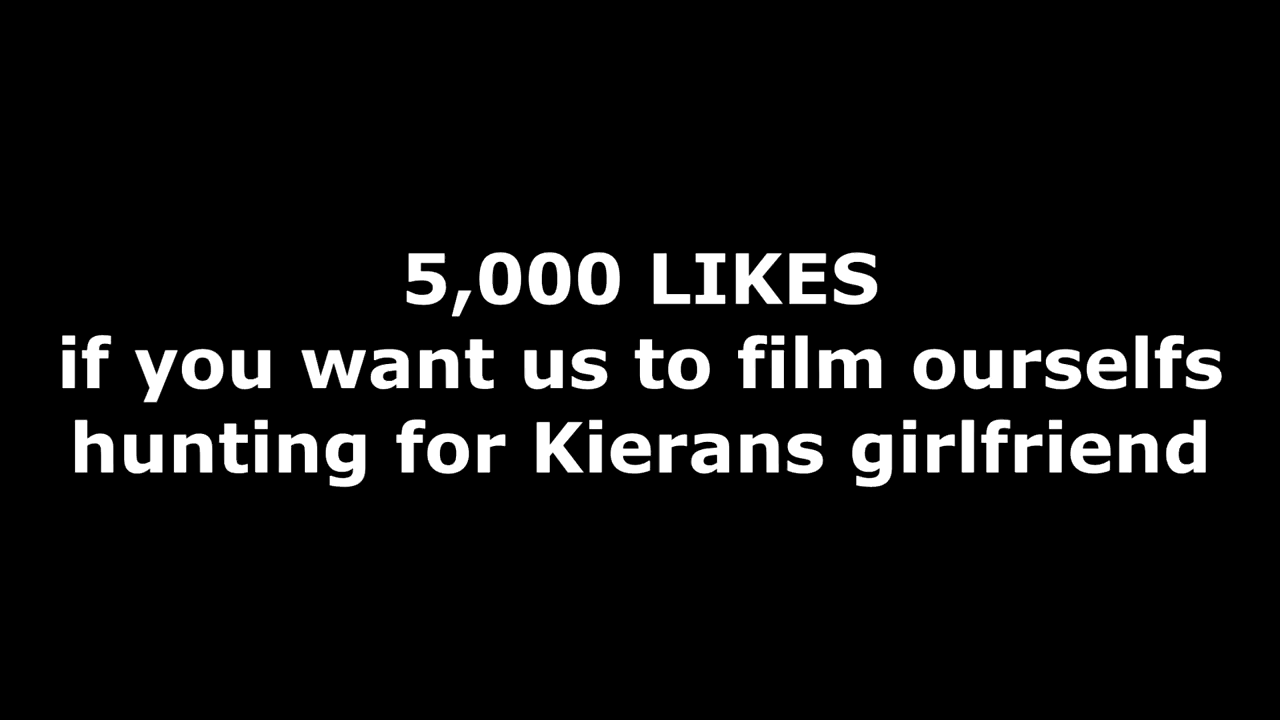 5,000 LIKES
if you want us to film ourselfs
hunting for Kierans girlfriend